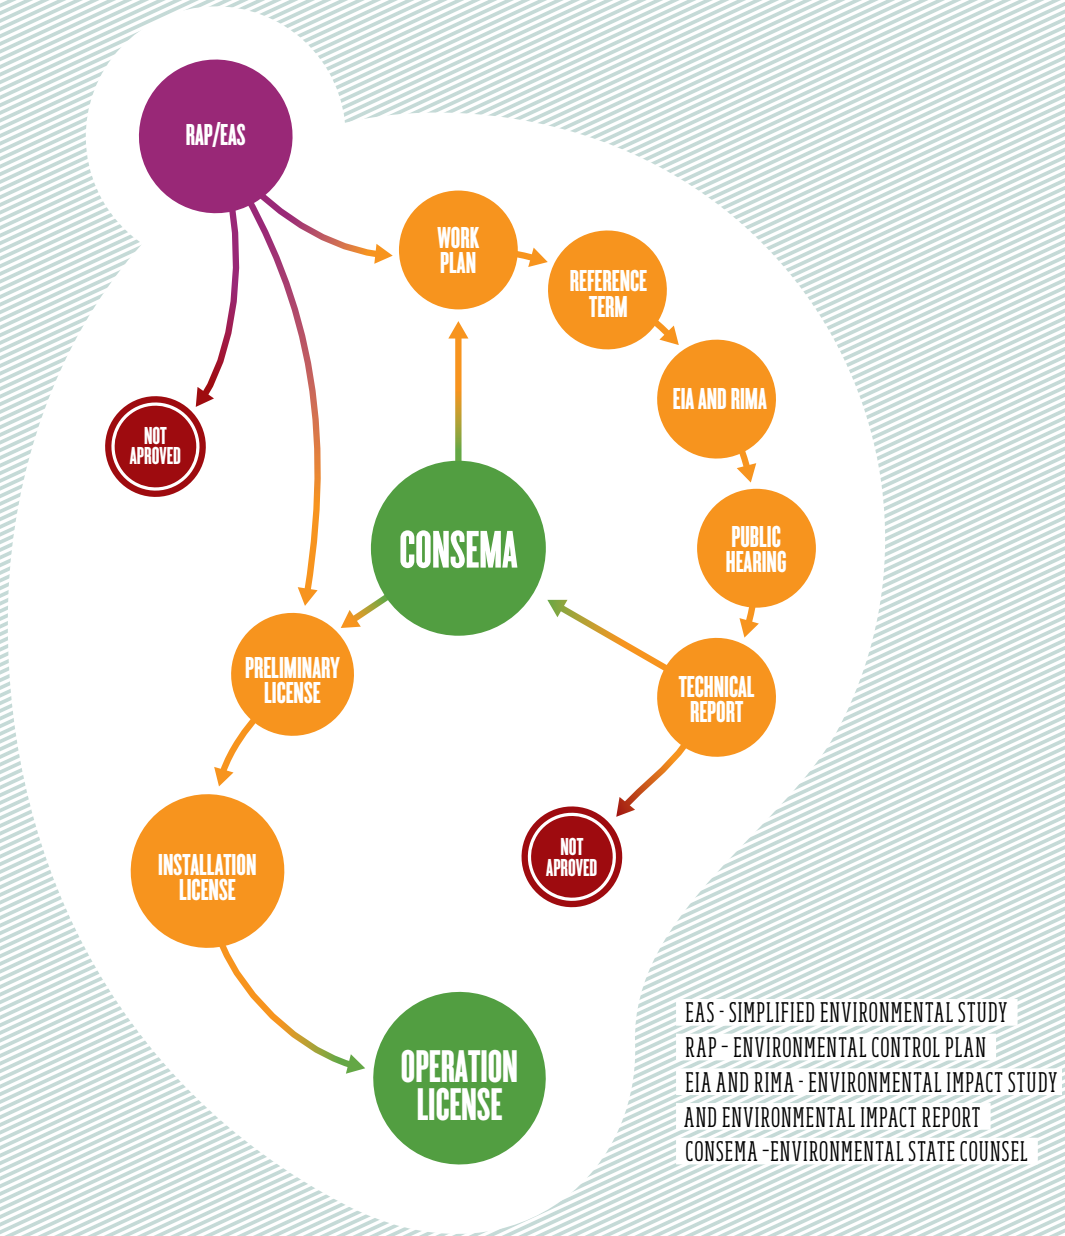 RAP/EAS
WORK
PLAN
REFERENCE
TERM
EIA AND RIMA
NOT
APROVED
PUBLIC
HEARING
CONSEMA
PRELIMINARY
LICENSE
TECHNICAL
REPORT
INSTALLATION
LICENSE
NOT
APROVED
OPERATION
LICENSE
EAS - SIMPLIFIED ENVIRONMENTAL STUDY
RAP - ENVIRONMENTAL CONTROL PLAN
EIA AND RIMA - ENVIRONMENTAL IMPACT STUDY
AND ENVIRONMENTAL IMPACT REPORT
CONSEMA -ENVIRONMENTAL STATE COUNSEL